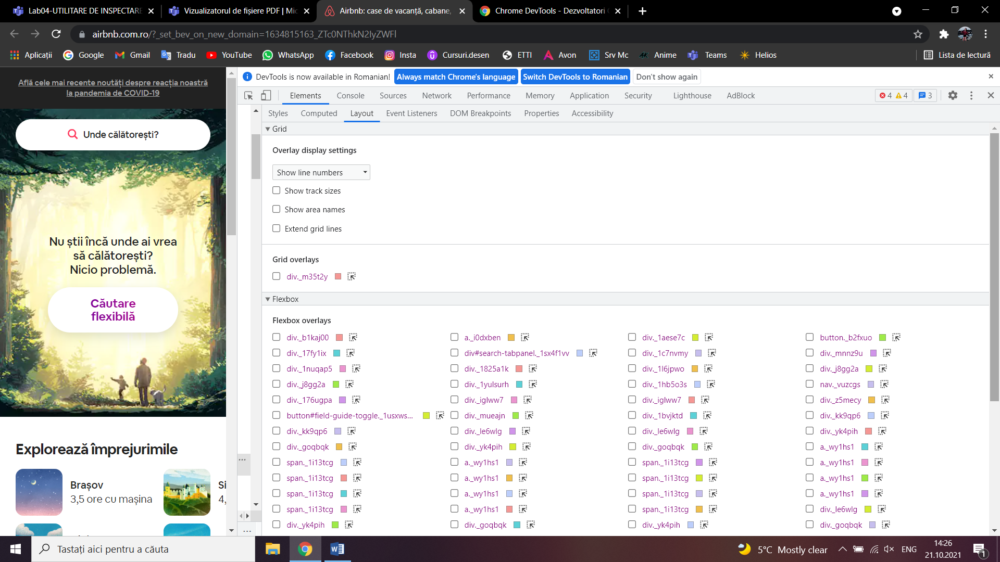 Lab04-UTILITARE DE INSPECTARE
Vizualizatorul de fișiere PDF | Mic
Airbnb: case de vacanță, cabane,
Chrome DevTools - Dezvoltatori
airbnb.com.ro/?_set_bev_on_new_domain=1634815163_ZTc0NThkN2IyZWFl
Aplicații Google Gmail Tradu YouTube WhatsApp Facebook Insta Cursuri.desen ETTI Avon Srv Mc Anime Teams Helios Lista de lectură
Află cele mai recente noutăți despre reacția noastră
la pandemia de COVID-19
Unde călătorești?
Nu știi încă unde ai vrea
să călătorești?
Nicio problemă.
Căutare
flexibilă
Explorează împrejurimile
Brașov
3,5 ore cu mașina
Si
4,
DevTools is now available in Romanian! Always match Chrome's language Switch DevTools to Romanian Don't show again
Elements Console Sources Network Performance Memory Application Security Lighthouse AdBlock 4 4 3
Styles Computed Layout Event Listeners DOM Breakpoints Properties Accessibility
Grid
Overlay display settings
Show line numbers
Show track sizes
Show area names
Extend grid lines
Grid overlays
div._m35t2y
Flexbox
Flexbox overlays
div._b1kaj00 a._i0dxben div._1aese7c button._b2fxuo
div._17fy1ix div#search-tabpanel._1sx4f1vv div._1c7nvmy div._mnnz9u
div._1nuqap5 div._1825a1k div._1l6jpwo div._j8gg2a
div._j8gg2a div._1yulsurh div._1hb5o3s nav._vuzcgs
div._176ugpa div._iglww7 div._iglww7 div._z5mecy
button#field-guide-toggle._1usxws... div._mueajn div._1bvjktd div._kk9qp6
div._kk9qp6 div._le6wlg div._le6wlg div._yk4pih
div._goqbqk div._yk4pih div._goqbqk a._wy1hs1
span._1i13tcg a._wy1hs1 span._1i13tcg a._wy1hs1
span._1i13tcg a._wy1hs1 span._1i13tcg a._wy1hs1
span._1i13tcg a._wy1hs1 span._1i13tcg a._wy1hs1
span._1i13tcg a._wy1hs1 span._1i13tcg div._le6wlg
div._yk4pih div._goqbqk div._yk4pih div._goqbqk
Tastați aici pentru a căuta
5°C Mostly clear
ENG
14:26
21.10.2021
1